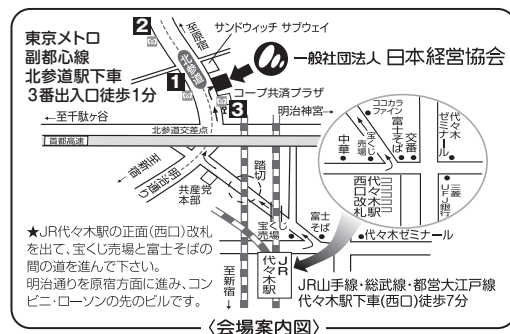 東京メトロ
副都心線
北参道駅下車
3番出入口徒歩1分
2
至原宿
サンドウィッチ サブウェイ
一般社団法人 日本経営協会
1
北参道
コープ共済プラザ
3
明治神宮→
←至千駄ヶ谷
北参道交差点
首都高速
至新宿
明治通り
共産党
本部
踏切
宝くじ
売場
富士
そば
代々木ゼミナール
ココカラ
ファイン
中華
宝くじ
売場
富士そば
交番
代々木
ゼミナール
代々木駅
西口改札
三菱
UFJ銀行
★JR代々木駅の正面(西口)改札
を出て、宝くじ売場と富士そばの
間の道を進んで下さい。
明治通りを原宿方面に進み、コン
ビニ・ローソンの先のビルです。
至新宿
JR
代々木駅
JR山手線・総武線・都営大江戸線
代々木駅下車(西口)徒歩7分
〈会場案内図〉